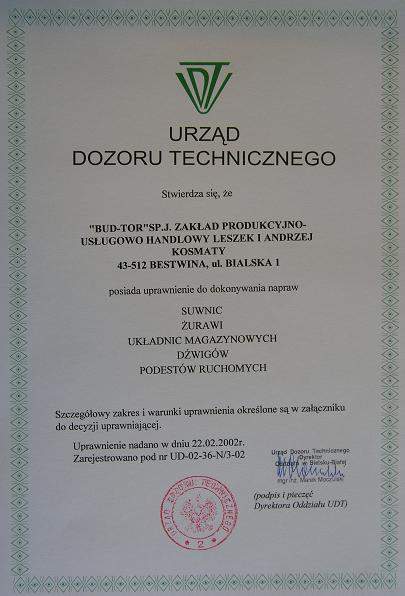 UDT
URZĄD
DOZORU TECHNICZNEGO
Stwierdza się, że
"BUD-TOR"SP.J. ZAKŁAD PRODUKCYJNO-
USŁUGOWO HANDLOWY LESZEK I ANDRZEJ
KOSMATY
43-512 BESTWINA, ul. BIALSKA 1
posiada uprawnienie do dokonywania napraw
SUWNIC
ŻURAWI
UKŁADNIC MAGAZYNOWYCH
DŹWIGÓW
PODESTÓW RUCHOMYCH
Szczegółowy zakres i warunki uprawnienia określone są w załączniku
do decyzji uprawniającej.
Uprawnienie nadano w dniu 22.02.2002r.
Zarejestrowano pod nr UD-02-36-N/3-02
Urząd Dozoru Technicznego
Dyrektor
Oddziału w Bielsku-Białej
mgr inż. Marek Moczulski
(podpis i pieczęć
Dyrektora Oddziału UDT)
URZĄD DOZORU TECHNICZNEGO
* 2 *